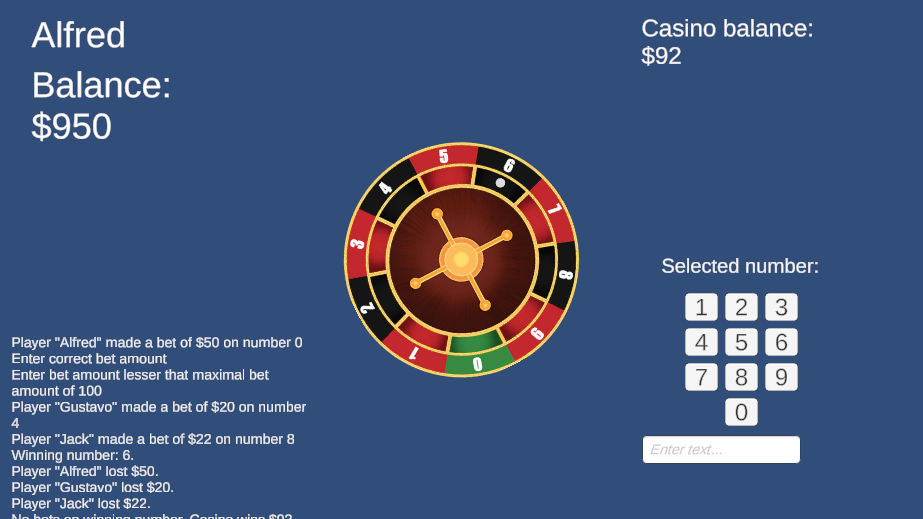 Alfred
Balance:
$950
Casino balance:
$92
5
6
4
7
3
8
2
9
1
0
Selected number:
1 2 3
4 5 6
7 8 9
0
Enter text...
Player "Alfred" made a bet of $50 on number 0
Enter correct bet amount
Enter bet amount lesser that maximal bet
amount of 100
Player "Gustavo" made a bet of $20 on number
4
Player "Jack" made a bet of $22 on number 8
Winning number: 6.
Player "Alfred" lost $50.
Player "Gustavo" lost $20.
Player "Jack" lost $22.
No bets on winning number. Casino wins $92